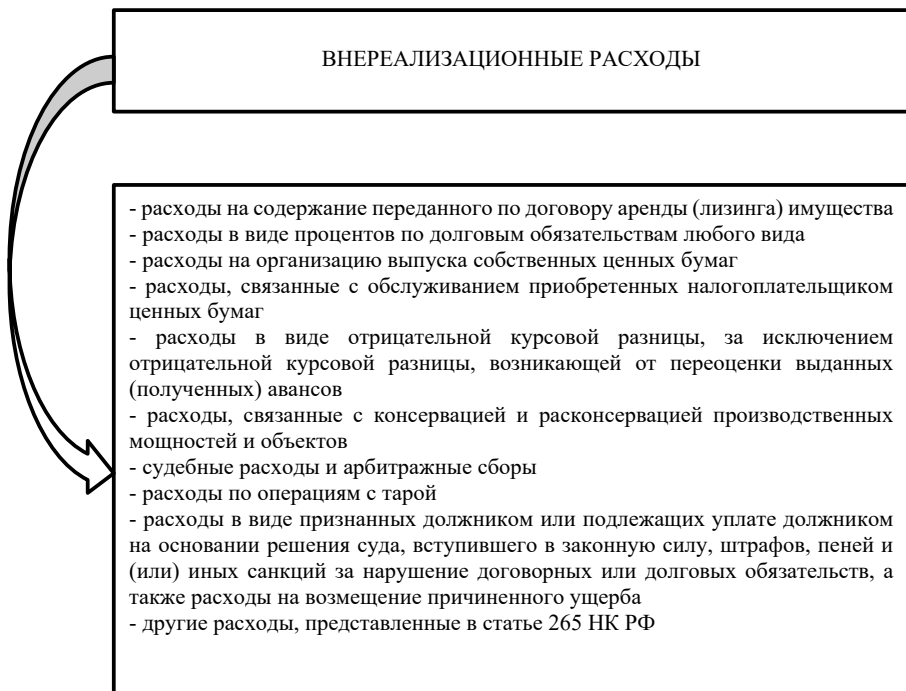 ВНЕРЕАЛИЗАЦИОННЫЕ РАСХОДЫ
- расходы на содержание переданного по договору аренды (лизинга) имущества
- расходы в виде процентов по долговым обязательствам любого вида
- расходы на организацию выпуска собственных ценных бумаг
- расходы, связанные с обслуживанием приобретенных налогоплательщиком
ценных бумаг
- расходы в виде отрицательной курсовой разницы, за исключением
отрицательной курсовой разницы, возникающей от переоценки выданных
(полученных) авансов
- расходы, связанные с консервацией и расконсервацией производственных
мощностей и объектов
- судебные расходы и арбитражные сборы
- расходы по операциям с тарой
- расходы в виде признанных должником или подлежащих уплате должником
на основании решения суда, вступившего в законную силу, штрафов, пеней и
(или) иных санкций за нарушение договорных или долговых обязательств, а
также расходы на возмещение причиненного ущерба
- другие расходы, представленные в статье 265 НК РФ